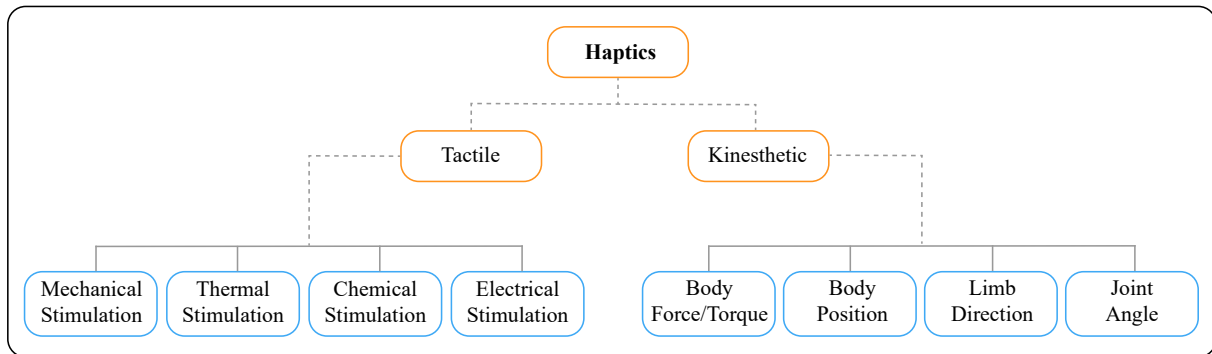 Haptics
Tactile
Kinesthetic
Mechanical
Stimulation
Thermal
Stimulation
Chemical
Stimulation
Electrical
Stimulation
Body
Force/Torque
Body
Position
Limb
Direction
Joint
Angle